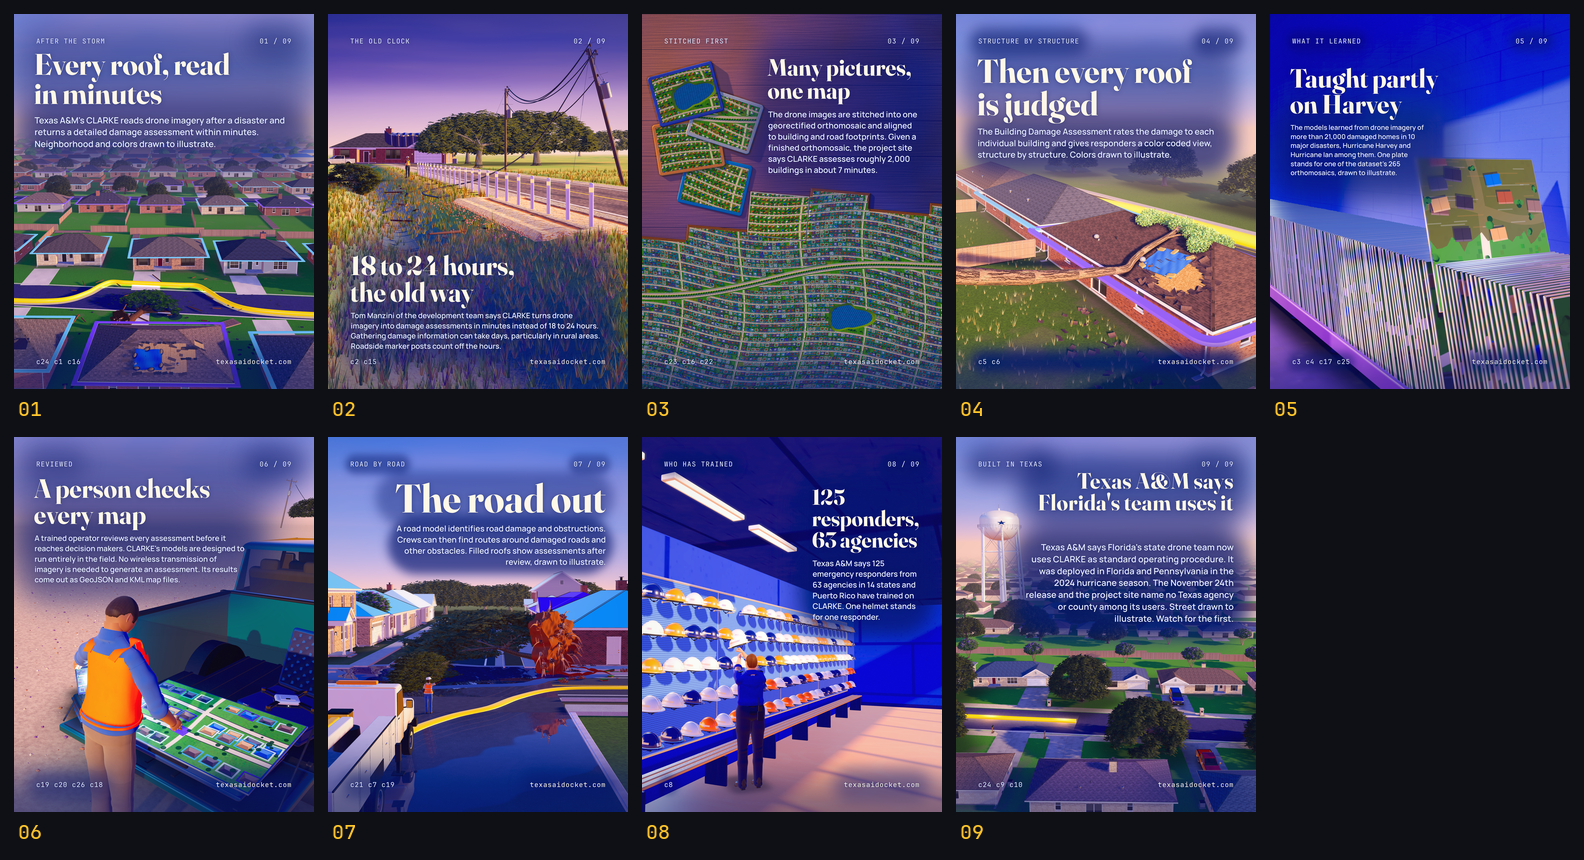 AFTER THE STORM
01 / 09
Every roof, read
in minutes
Texas A&M's CLARKE reads drone imagery after a disaster and
returns a detailed damage assessment within minutes.
Neighborhood and colors drawn to illustrate.
c24 c1 c16
texasaidocket.com
01
THE OLD CLOCK
02 / 09
18 to 24 hours,
the old way
Tom Manzini of the development team says CLARKE turns drone
imagery into damage assessments in minutes instead of 18 to 24 hours.
Gathering damage information can take days, particularly in rural areas.
Roadside marker posts count off the hours.
c2 c15
texasaidocket.com
02
STITCHED FIRST
03 / 09
Many pictures,
one map
The drone images are stitched into one
georectified orthomosaic and aligned
to building and road footprints. Given a
finished orthomosaic, the project site
says CLARKE assesses roughly 2,000
buildings in about 7 minutes.
c23 c16 c22
texasaidocket.com
03
STRUCTURE BY STRUCTURE
04 / 09
Then every roof
is judged
The Building Damage Assessment rates the damage to each
individual building and gives responders a color coded view,
structure by structure. Colors drawn to illustrate.
c5 c6
texasaidocket.com
04
WHAT IT LEARNED
05 / 09
Taught partly
on Harvey
The models learned from drone imagery of
more than 21,000 damaged homes in 10
major disasters, Hurricane Harvey and
Hurricane Ian among them. One plate
stands for one of the dataset's 265
orthomosaics, drawn to illustrate.
c3 c4 c17 c25
texasaidocket.com
05
REVIEWED
06 / 09
A person checks
every map
A trained operator reviews every assessment before it
reaches decision makers. CLARKE's models are designed to
run entirely in the field. No wireless transmission of
imagery is needed to generate an assessment. Its results
come out as GeoJSON and KML map files.
c19 c20 c26 c18
texasaidocket.com
06
ROAD BY ROAD
07 / 09
The road out
A road model identifies road damage and obstructions.
Crews can then find routes around damaged roads and
other obstacles. Filled roofs show assessments after
review, drawn to illustrate.
c21 c7 c19
texasaidocket.com
07
WHO HAS TRAINED
08 / 09
125
responders,
63 agencies
Texas A&M says 125
emergency responders from
63 agencies in 14 states and
Puerto Rico have trained on
CLARKE. One helmet stands
for one responder.
c8
texasaidocket.com
08
BUILT IN TEXAS
09 / 09
Texas A&M says
Florida's team uses it
Texas A&M says Florida's state drone team now
uses CLARKE as standard operating procedure. It
was deployed in Florida and Pennsylvania in the
2024 hurricane season. The November 24th
release and the project site name no Texas agency
or county among its users. Street drawn to
illustrate. Watch for the first.
c24 c9 c10
texasaidocket.com
09